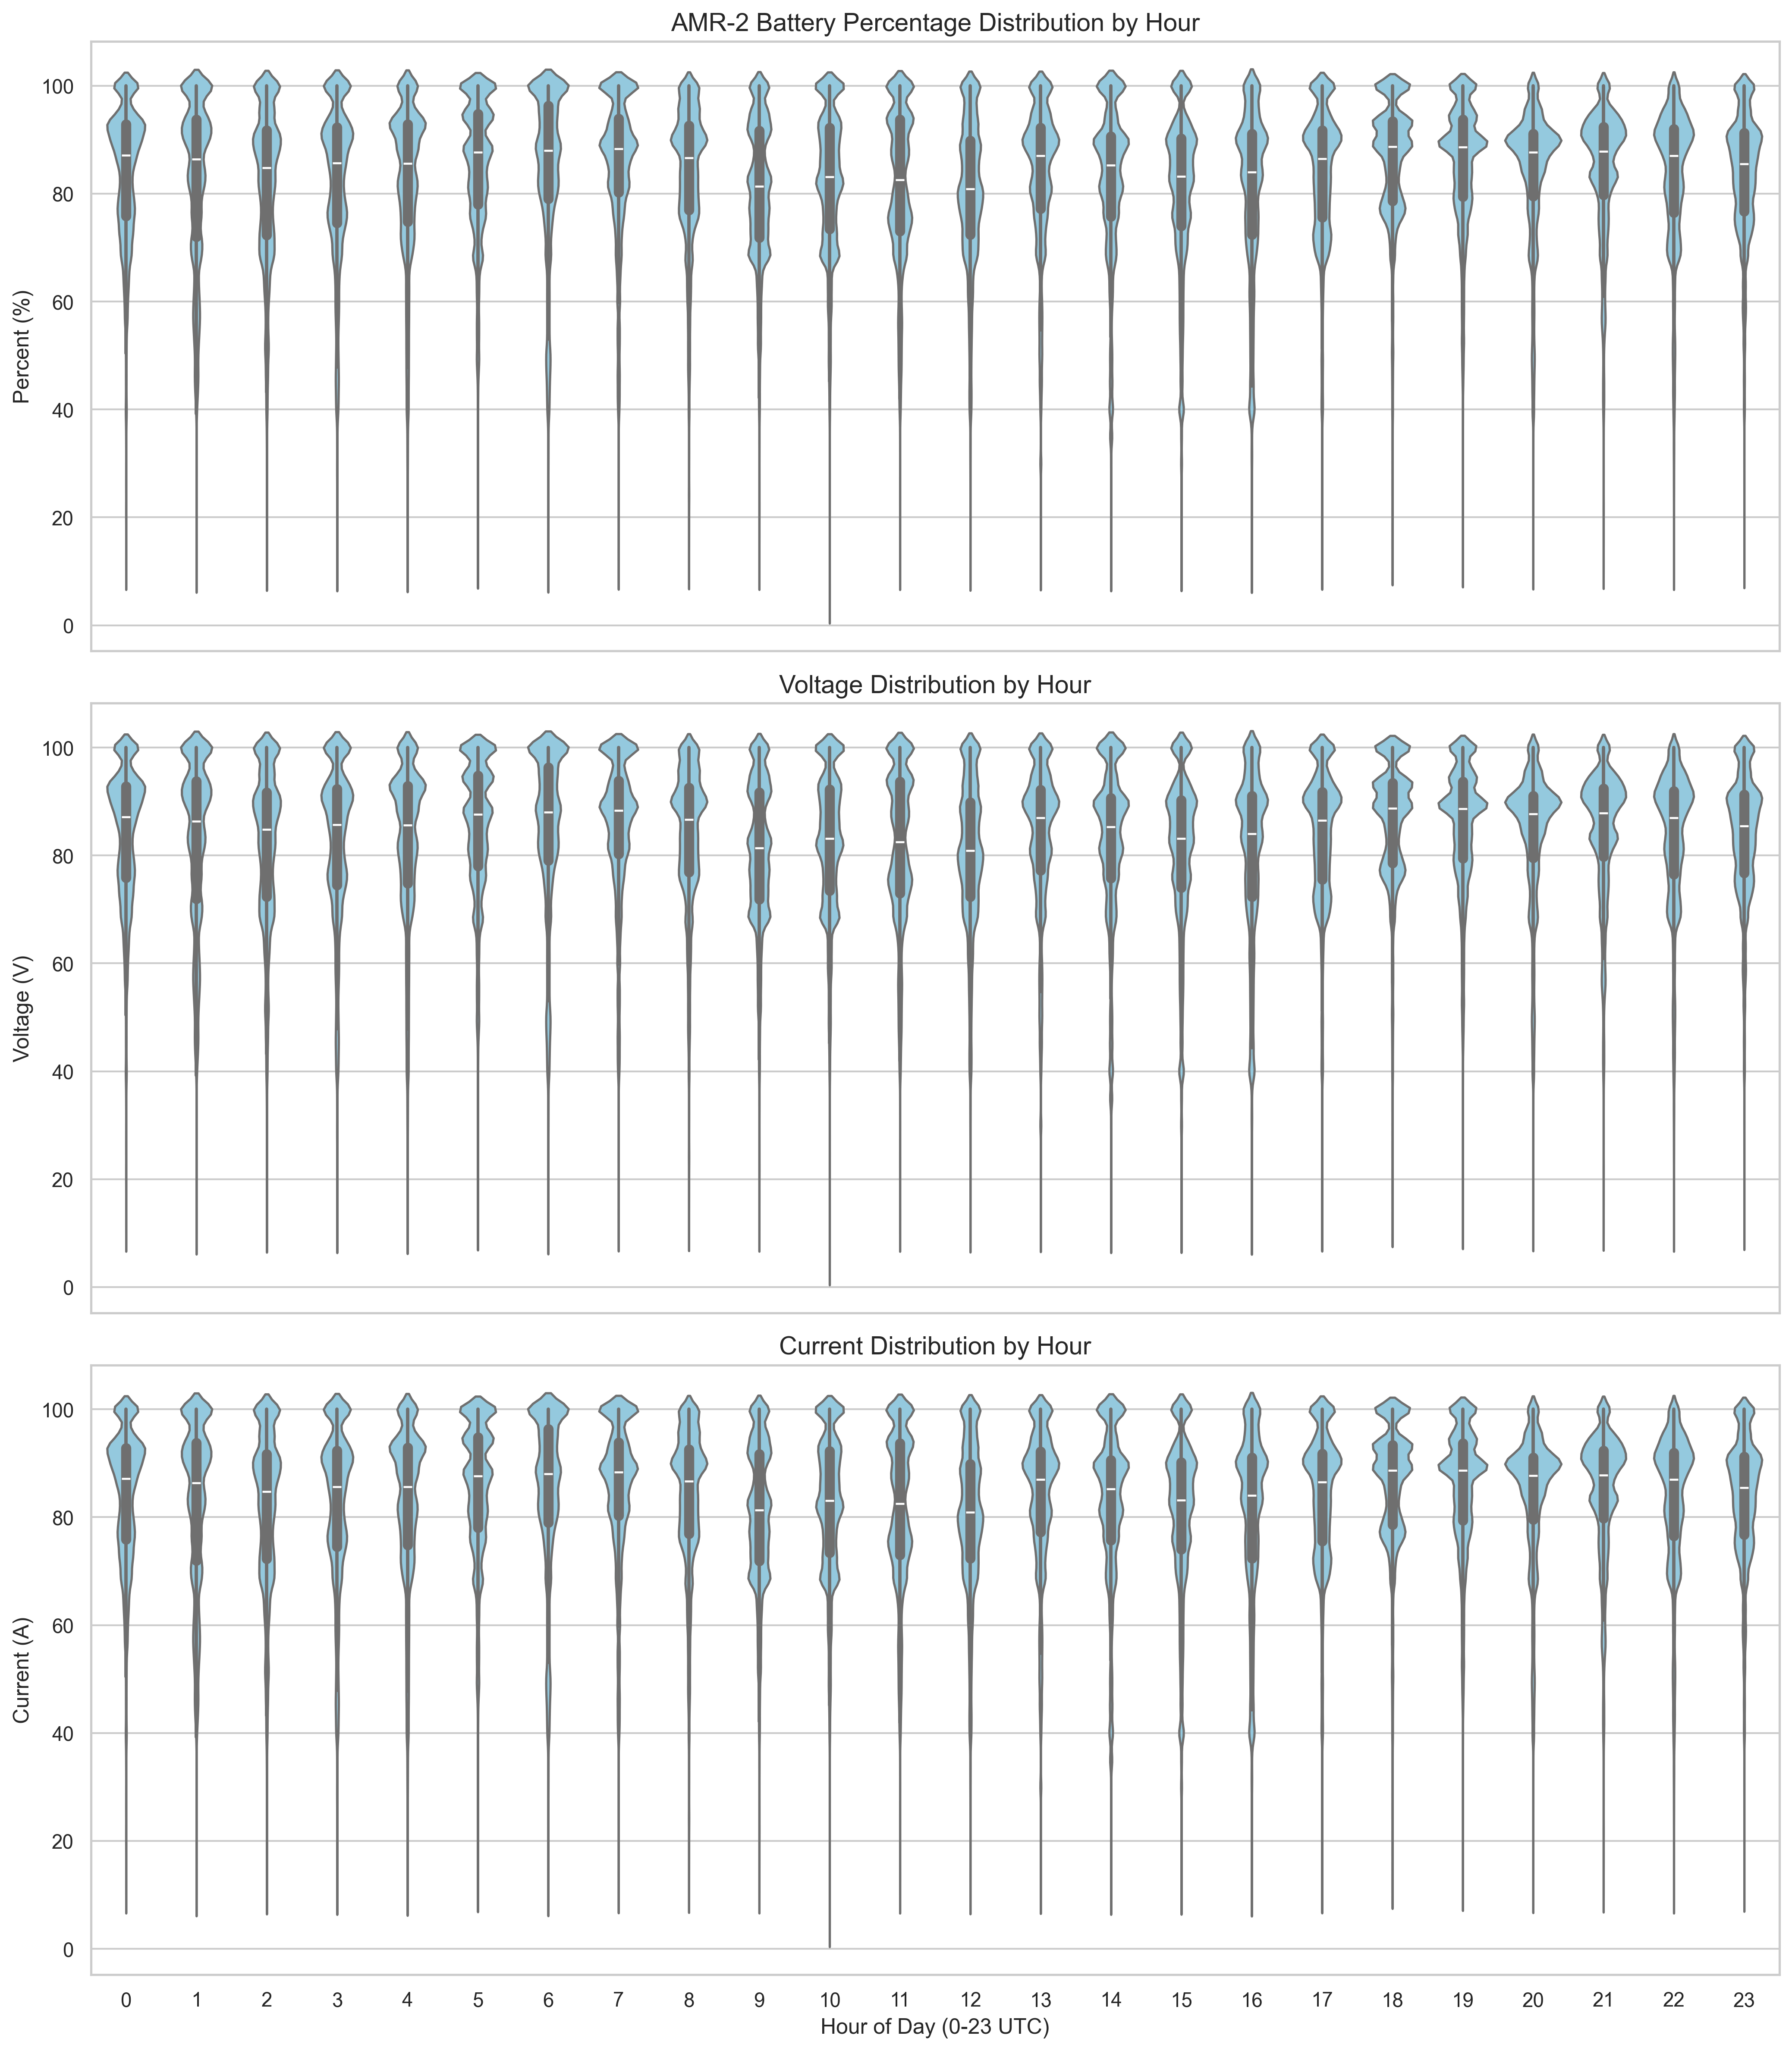 AMR-2 Battery Percentage Distribution by Hour
100
80
60
40
20
0
Percent (%)
Voltage Distribution by Hour
100
80
60
40
20
0
Voltage (V)
Current Distribution by Hour
100
80
60
40
20
0
Current (A)
0 1 2 3 4 5 6 7 8 9 10 11 12 13 14 15 16 17 18 19 20 21 22 23
Hour of Day (0-23 UTC)